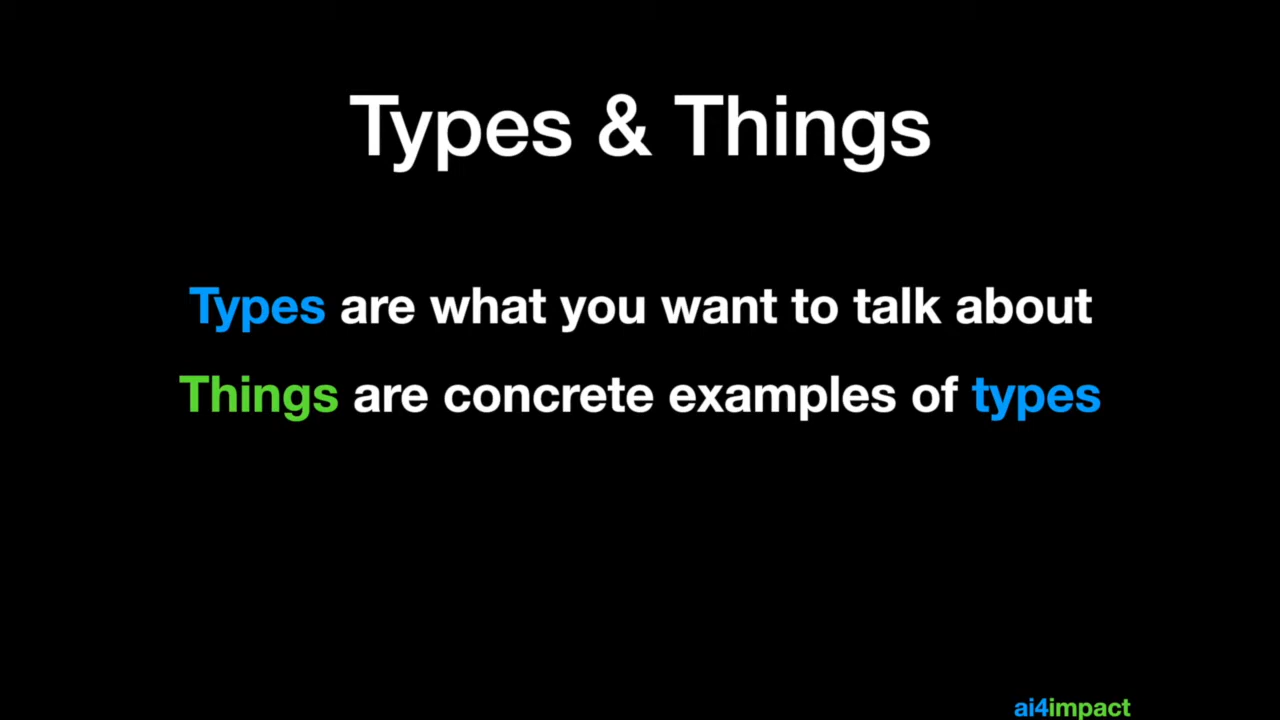 Types & Things
Types are what you want to talk about
Things are concrete examples of types
ai4impact